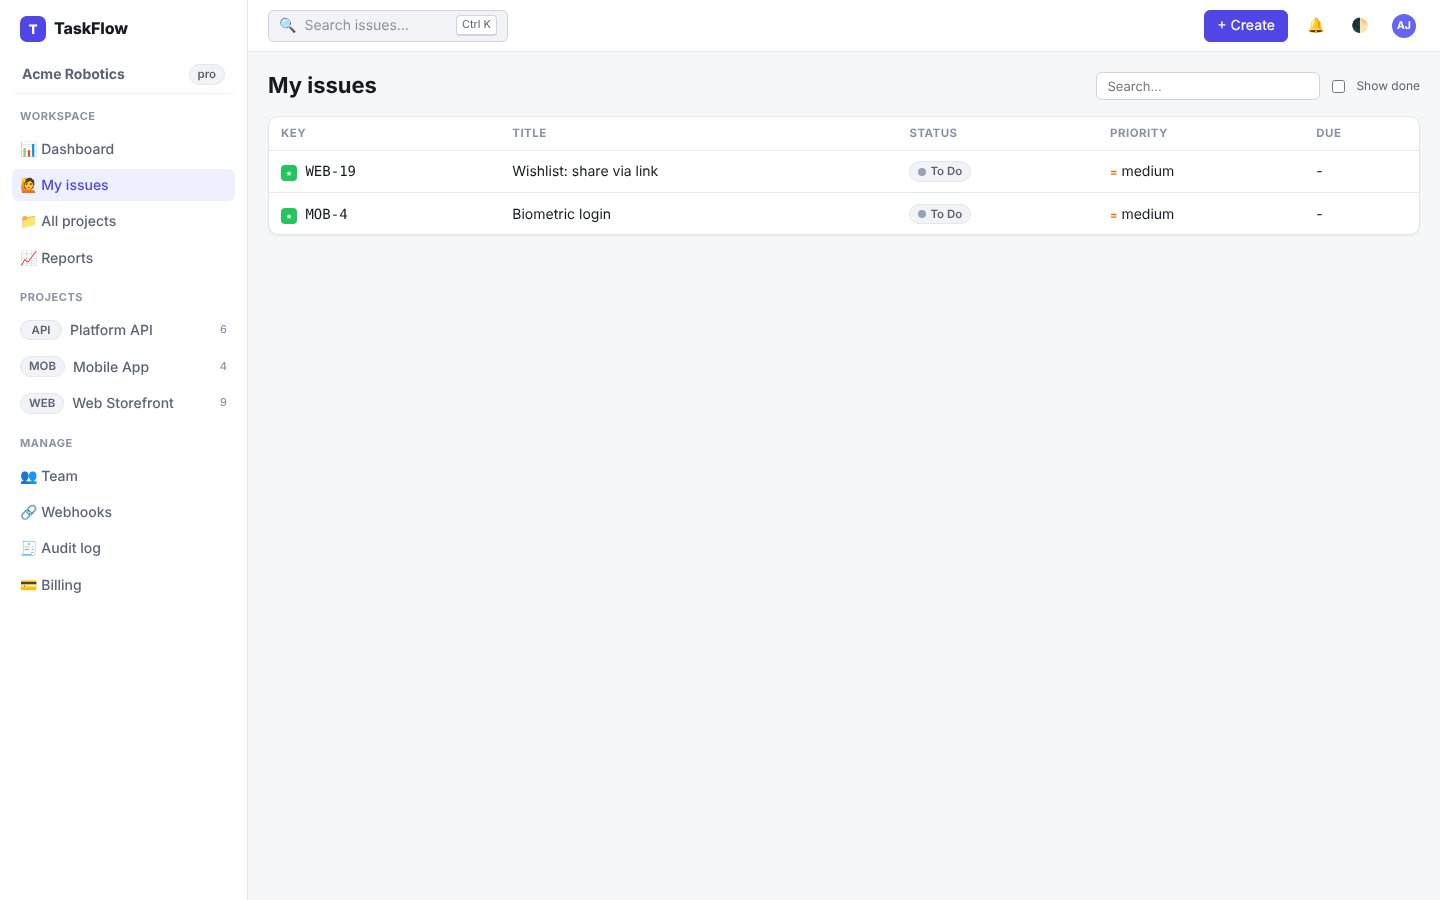 T TaskFlow
Acme Robotics pro
WORKSPACE
Dashboard
My issues
All projects
Reports
PROJECTS
API Platform API 6
MOB Mobile App 4
WEB Web Storefront 9
MANAGE
Team
Webhooks
Audit log
Billing
Search issues... Ctrl K
+ Create
AJ
My issues
Search...
Show done
KEY TITLE STATUS PRIORITY DUE
WEB-19 Wishlist: share via link To Do = medium -
MOB-4 Biometric login To Do = medium -